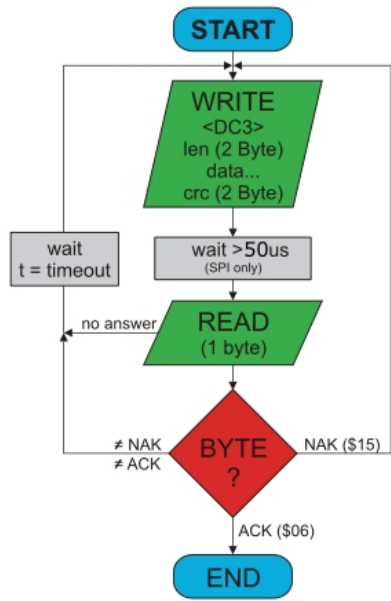 START
WRITE
<DC3>
len (2 Byte)
data...
crc (2 Byte)
wait
t = timeout
wait >50us
(SPI only)
no answer
READ
(1 byte)
≠ NAK
≠ ACK
BYTE
?
NAK ($15)
ACK ($06)
END